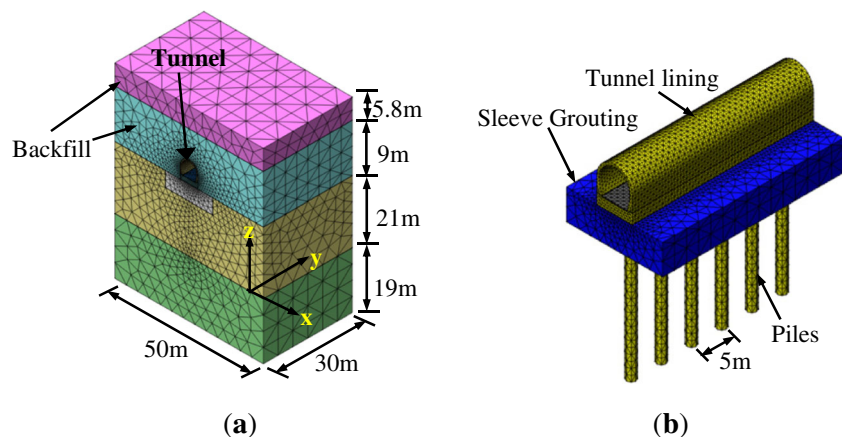 Tunnel
Backfill
5.8m
9m
21m
19m
z
y
x
50m
30m
(a)
Tunnel lining
Sleeve Grouting
Piles
5m
(b)